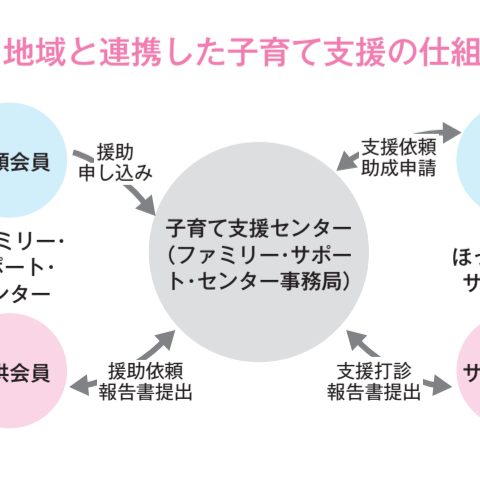 地域と連携した子育て支援の仕組
援助
申し込み
支援依頼
助成申請
頼会員
子育て支援センター
(ファミリー・サポー
ト・センター事務局)
ミリー・
ポート・
ンター
ほっ
サ
供会員
援助依頼
報告書提出
支援打診
報告書提出
サ